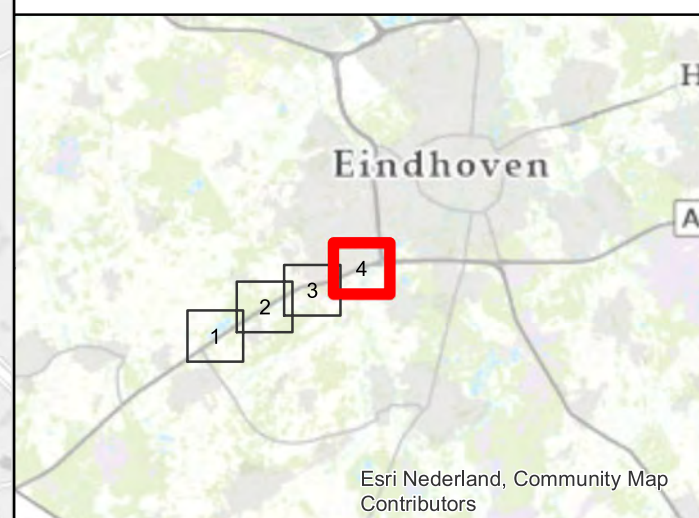 H
Eindhoven
A
4
3
2
1
Esri Nederland, Community Map
Contributors